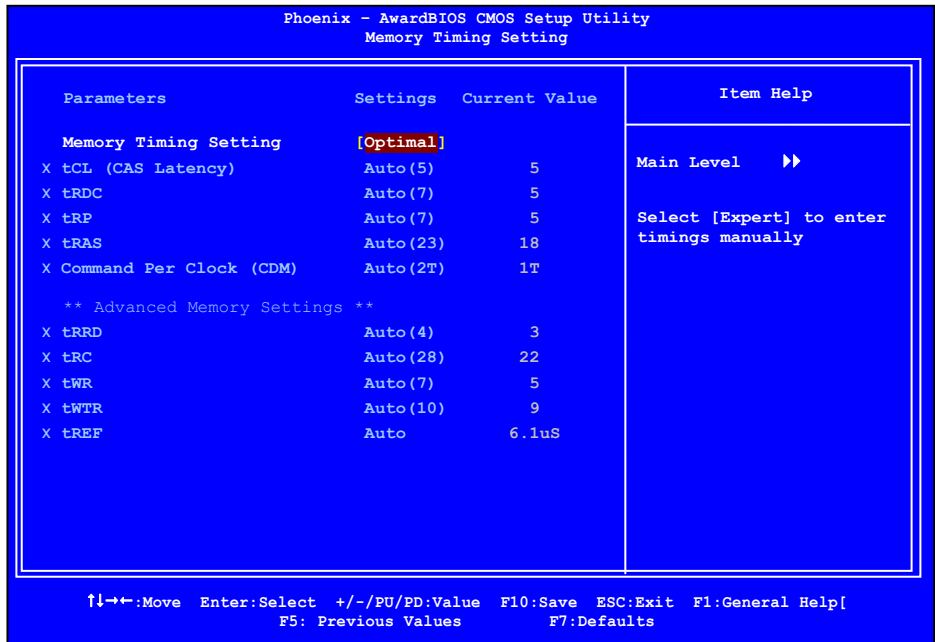 Phoenix – AwardBIOS CMOS Setup Utility
Memory Timing Setting
Parameters Settings Current Value
Memory Timing Setting [Optimal]
X tCL (CAS Latency) Auto(5) 5
X tRDC Auto(7) 5
X tRP Auto(7) 5
X tRAS Auto(23) 18
X Command Per Clock (CDM) Auto(2T) 1T
** Advanced Memory Settings **
X tRRD Auto(4) 3
X tRC Auto(28) 22
X tWR Auto(7) 5
X tWTR Auto(10) 9
X tREF Auto 6.1uS
Item Help
Main Level
Select [Expert] to enter
timings manually
↑↓→←:Move Enter:Select +/-/PU/PD:Value F10:Save ESC:Exit F1:General Help[
F5: Previous Values F7:Defaults